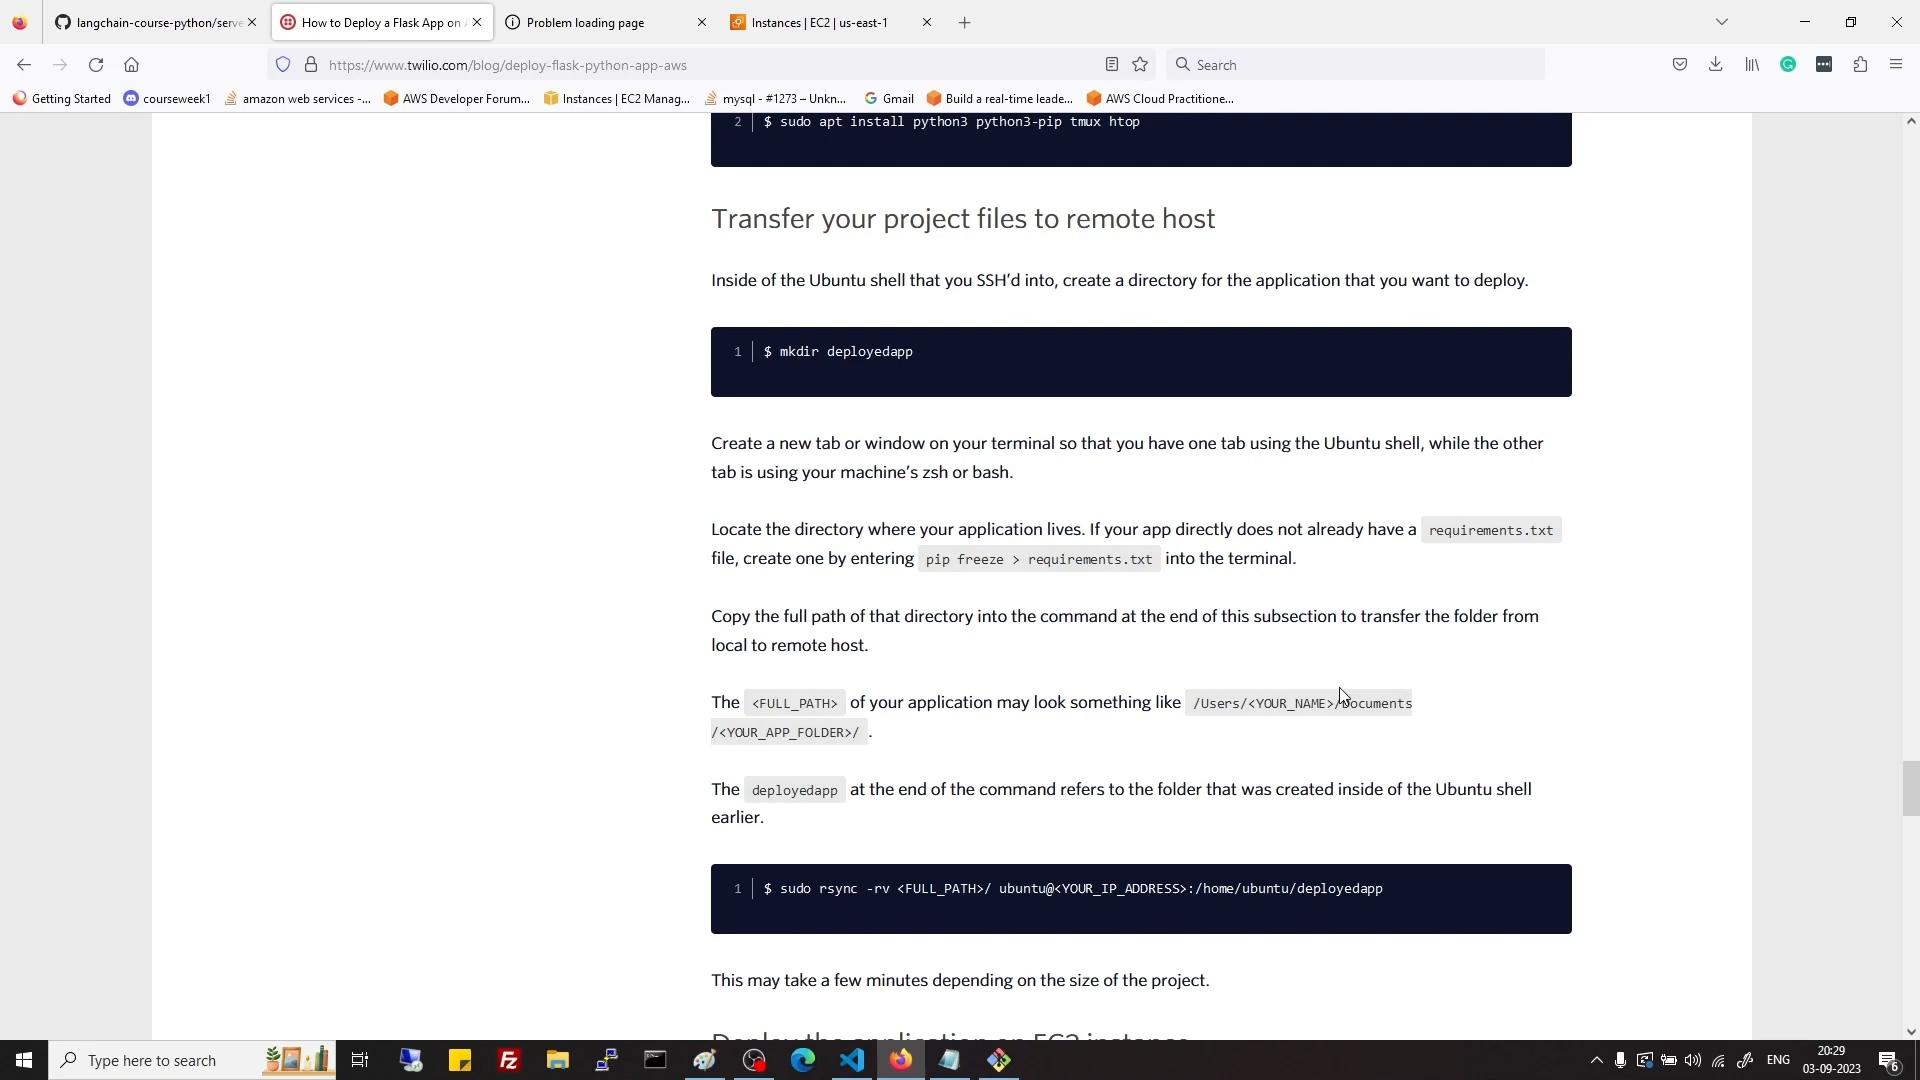 langchain-course-python/serve
How to Deploy a Flask App on
Problem loading page
Instances | EC2 | us-east-1
https://www.twilio.com/blog/deploy-flask-python-app-aws
Search
Getting Started
courseweek1
amazon web services -...
AWS Developer Forum...
Instances | EC2 Manag...
mysql - #1273 – Unkn...
Gmail
Build a real-time leade...
AWS Cloud Practitione...
2 $ sudo apt install python3 python3-pip tmux htop
Transfer your project files to remote host
Inside of the Ubuntu shell that you SSH’d into, create a directory for the application that you want to deploy.
1 $ mkdir deployedapp
Create a new tab or window on your terminal so that you have one tab using the Ubuntu shell, while the other
tab is using your machine’s zsh or bash.
Locate the directory where your application lives. If your app directly does not already have a requirements.txt
file, create one by entering pip freeze > requirements.txt into the terminal.
Copy the full path of that directory into the command at the end of this subsection to transfer the folder from
local to remote host.
The <FULL_PATH> of your application may look something like /Users/<YOUR_NAME>/Documents
/<YOUR_APP_FOLDER>/ .
The deployedapp at the end of the command refers to the folder that was created inside of the Ubuntu shell
earlier.
1 $ sudo rsync -rv <FULL_PATH>/ ubuntu@<YOUR_IP_ADDRESS>:/home/ubuntu/deployedapp
This may take a few minutes depending on the size of the project.
Deploy the application on EC2 instance
Type here to search
ENG
20:29
03-09-2023
6